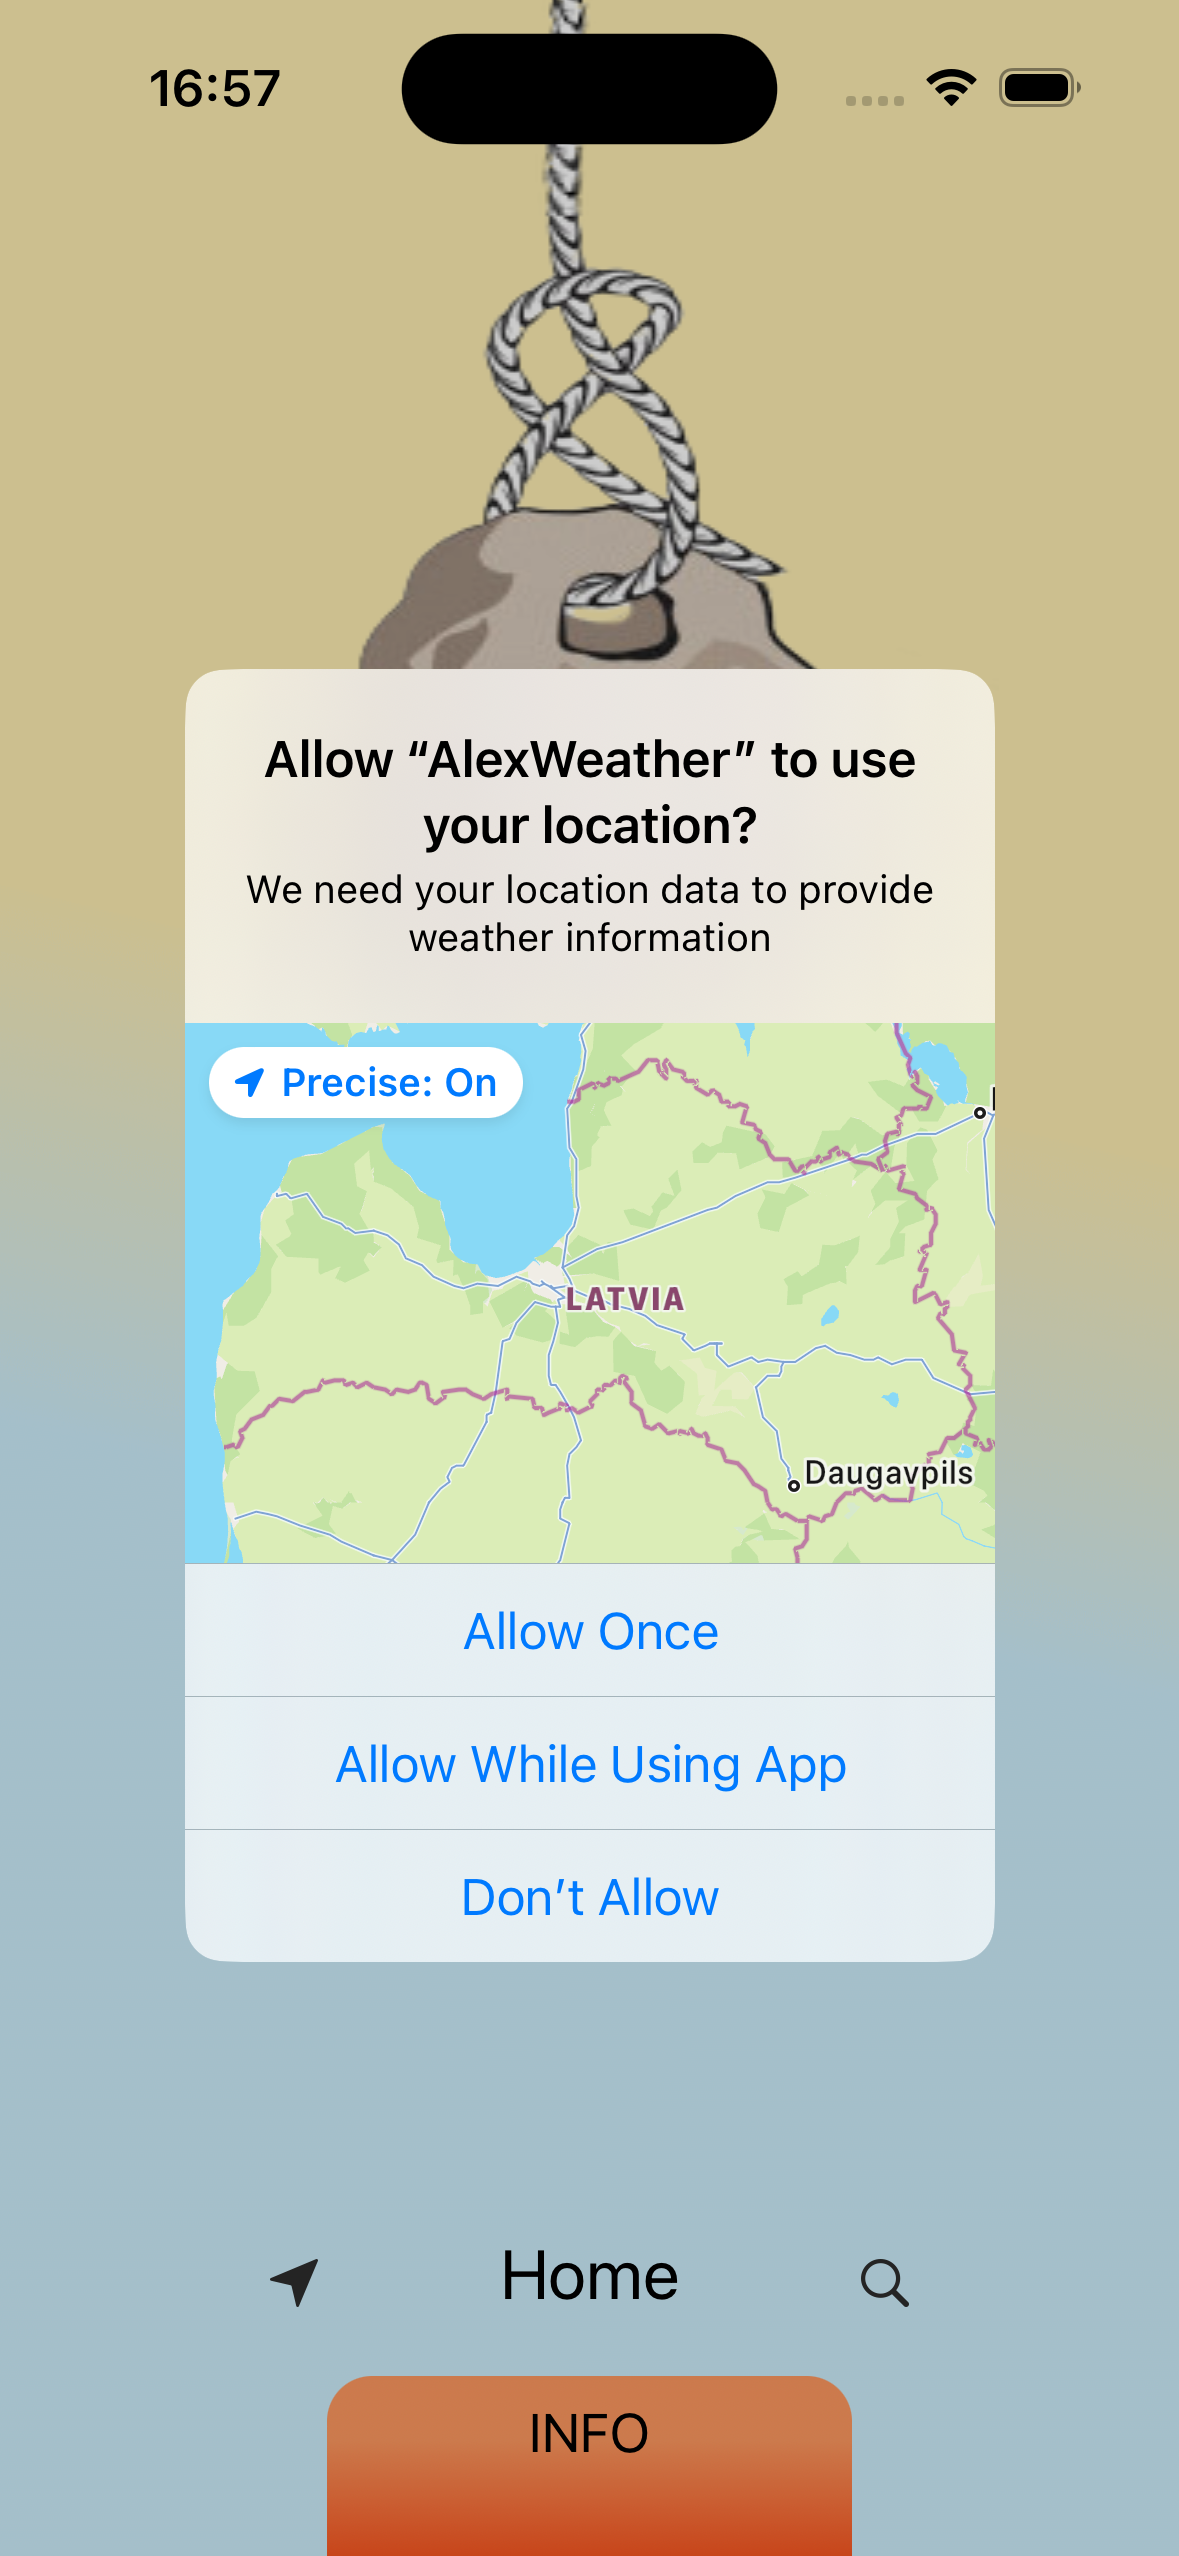 16:57
Allow “AlexWeather” to use
your location?
We need your location data to provide
weather information
Precise: On
LATVIA
Daugavpils
Allow Once
Allow While Using App
Don’t Allow
Home
INFO